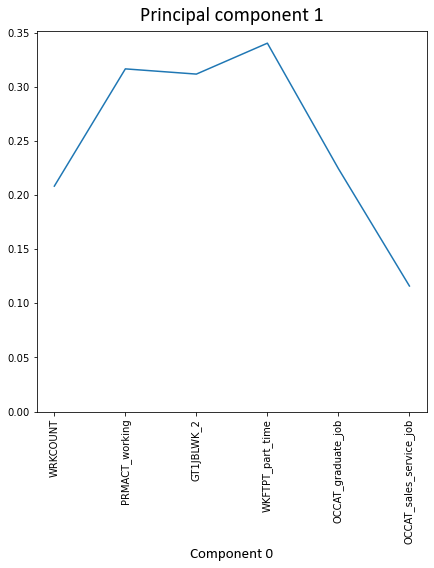 Principal component 1
0.35
0.30
0.25
0.20
0.15
0.10
0.05
0.00
WRKCOUNT
PRMACT_working
GT1JBLWK_2
WKFTPT_part_time
OCCAT_graduate_job
OCCAT_sales_service_job
Component 0